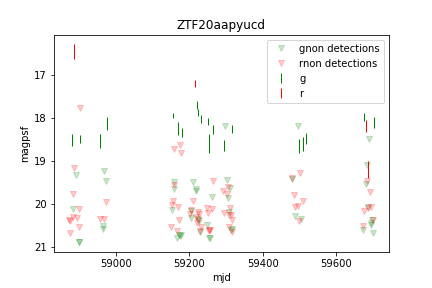 ZTF20aapyucd
gnon detections
rnon detections
g
r
17
18
19
20
21
magpsf
59000
59200
59400
59600
mjd